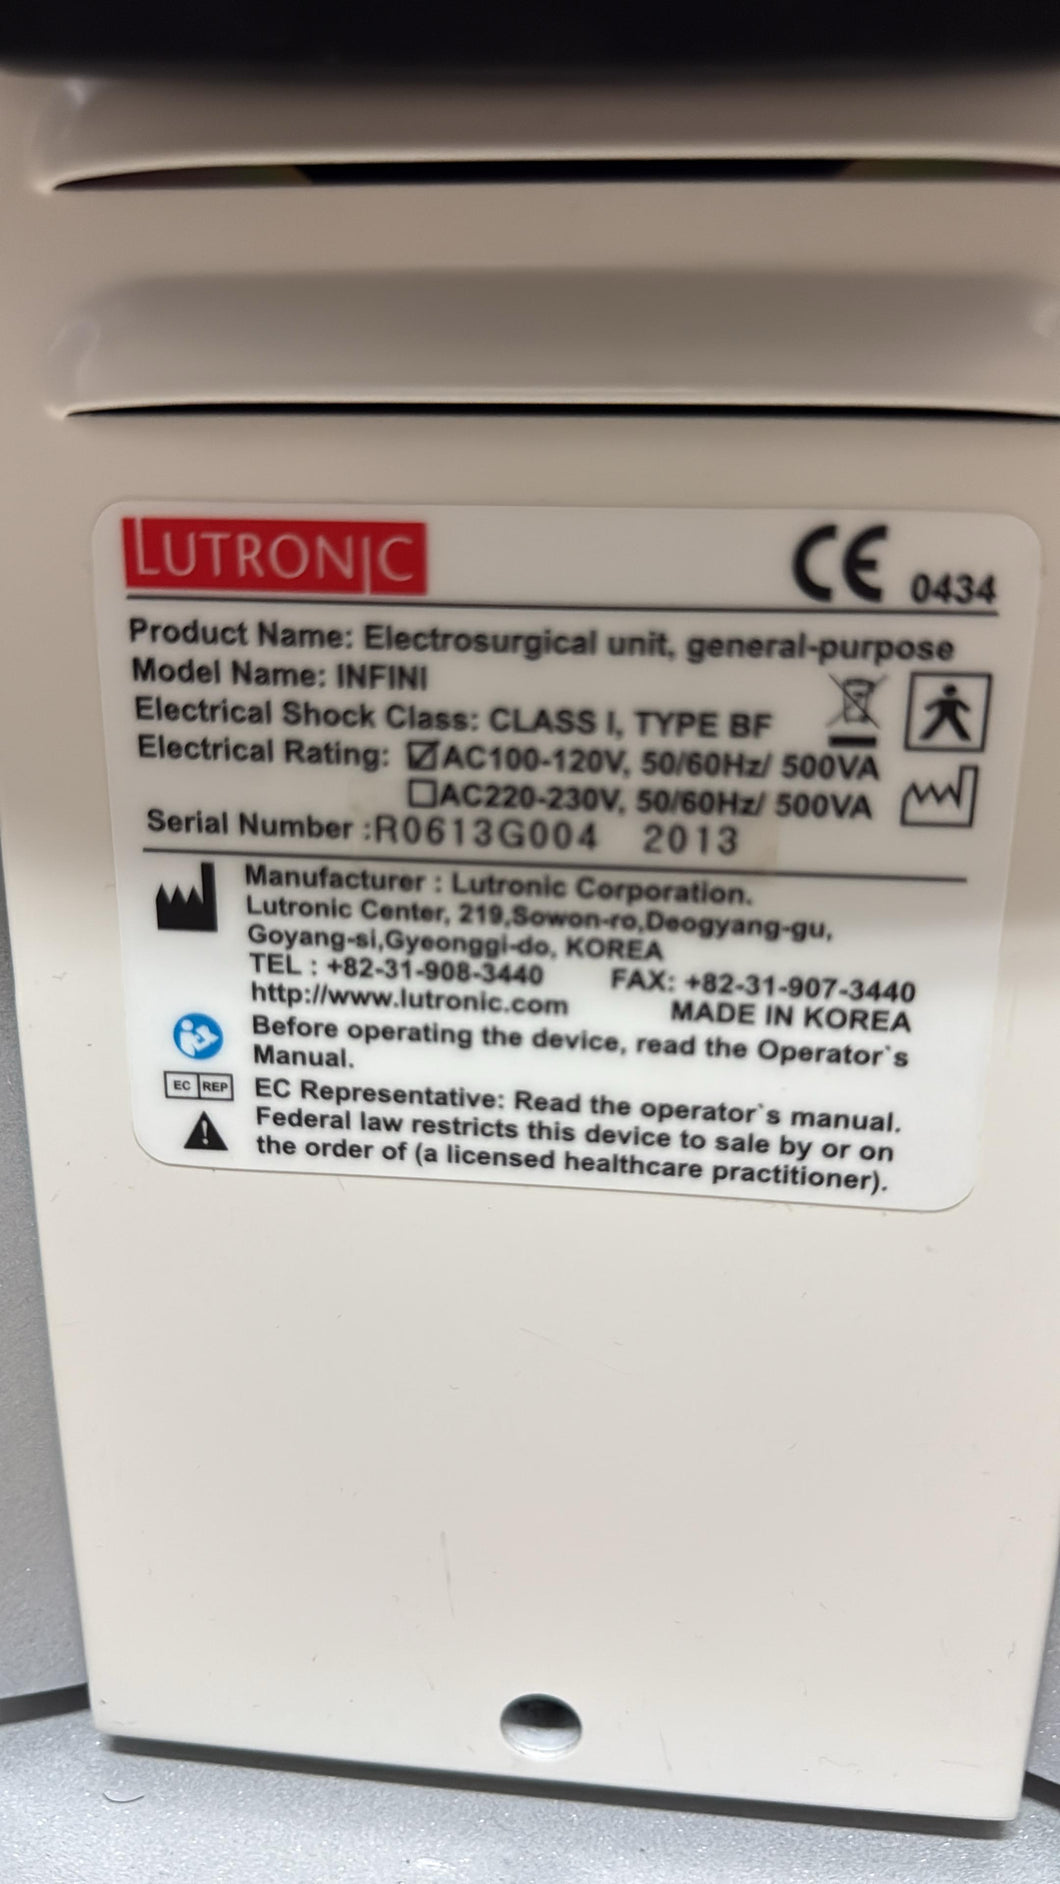 LUTRONIC
CE 0434
Product Name: Electrosurgical unit, general-purpose
Model Name: INFINI
Electrical Shock Class: CLASS I, TYPE BF
Electrical Rating: ☑AC100-120V, 50/60Hz/ 500VA
☐AC220-230V, 50/60Hz/ 500VA
Serial Number :R0613G004 2013
Manufacturer : Lutronic Corporation.
Lutronic Center, 219,Sowon-ro,Deogyang-gu,
Goyang-si,Gyeonggi-do, KOREA
TEL : +82-31-908-3440 FAX: +82-31-907-3440
http://www.lutronic.com MADE IN KOREA
Before operating the device, read the Operator`s
Manual.
EC REP EC Representative: Read the operator`s manual.
Federal law restricts this device to sale by or on
the order of (a licensed healthcare practitioner).